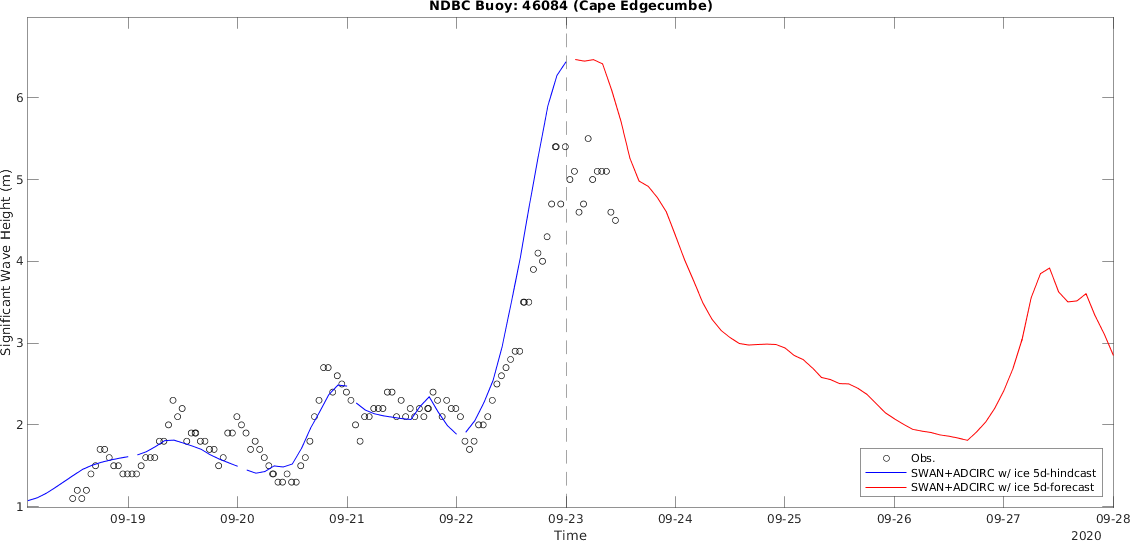 NDBC Buoy: 46084 (Cape Edgecumbe)
Significant Wave Height (m)
6
5
4
3
2
1
Obs.
SWAN+ADCIRC w/ ice 5d-hindcast
SWAN+ADCIRC w/ ice 5d-forecast
09-19 09-20 09-21 09-22 09-23 09-24 09-25 09-26 09-27 09-28
Time
2020